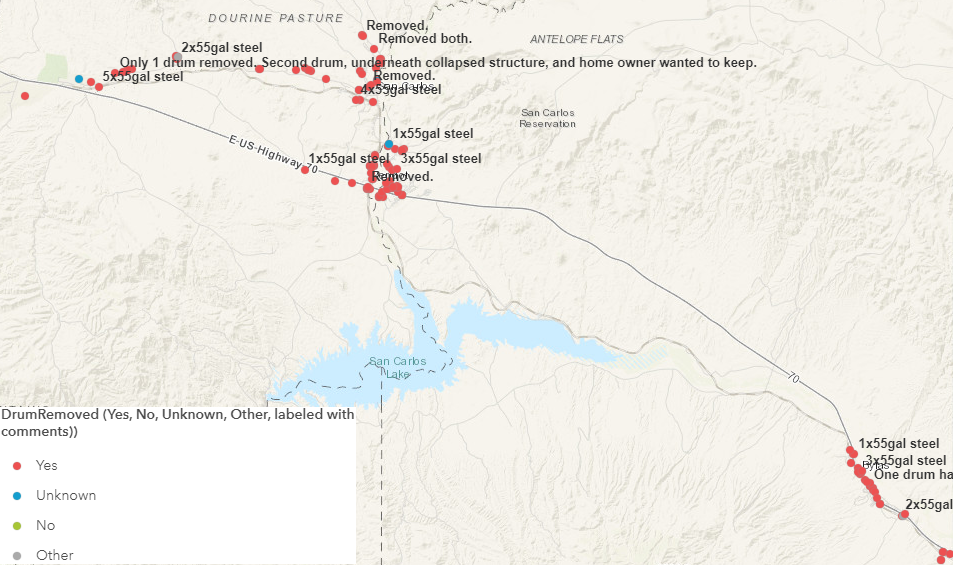 DOURINE PASTURE
Removed,
Removed both.
ANTELOPE FLATS
2x55gal steel
Only 1 drum removed. Second drum, underneath collapsed structure, and home owner wanted to keep.
5x55gal steel
Removed.
4x55gal steel
San Carlos
Reservation
1x55gal steel
E-US-Highway-70
1x55gal steel
3x55gal steel
Removed.
San Carlos
Lake
70
1x55gal steel
3x55gal steel
One drum ha
2x55gal
DrumRemoved (Yes, No, Unknown, Other, labeled with
comments))
Yes
Unknown
No
Other